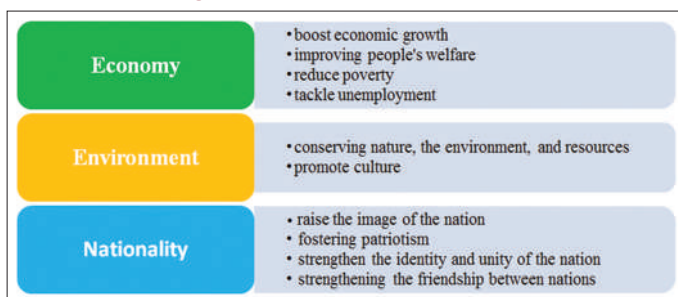 Economy
•boost economic growth
•improving people's welfare
•reduce poverty
•tackle unemployment
Environment
•conserving nature, the environment, and resources
•promote culture
Nationality
• raise the image of the nation
• fostering patriotism
• strengthen the identity and unity of the nation
• strengthening the friendship between nations